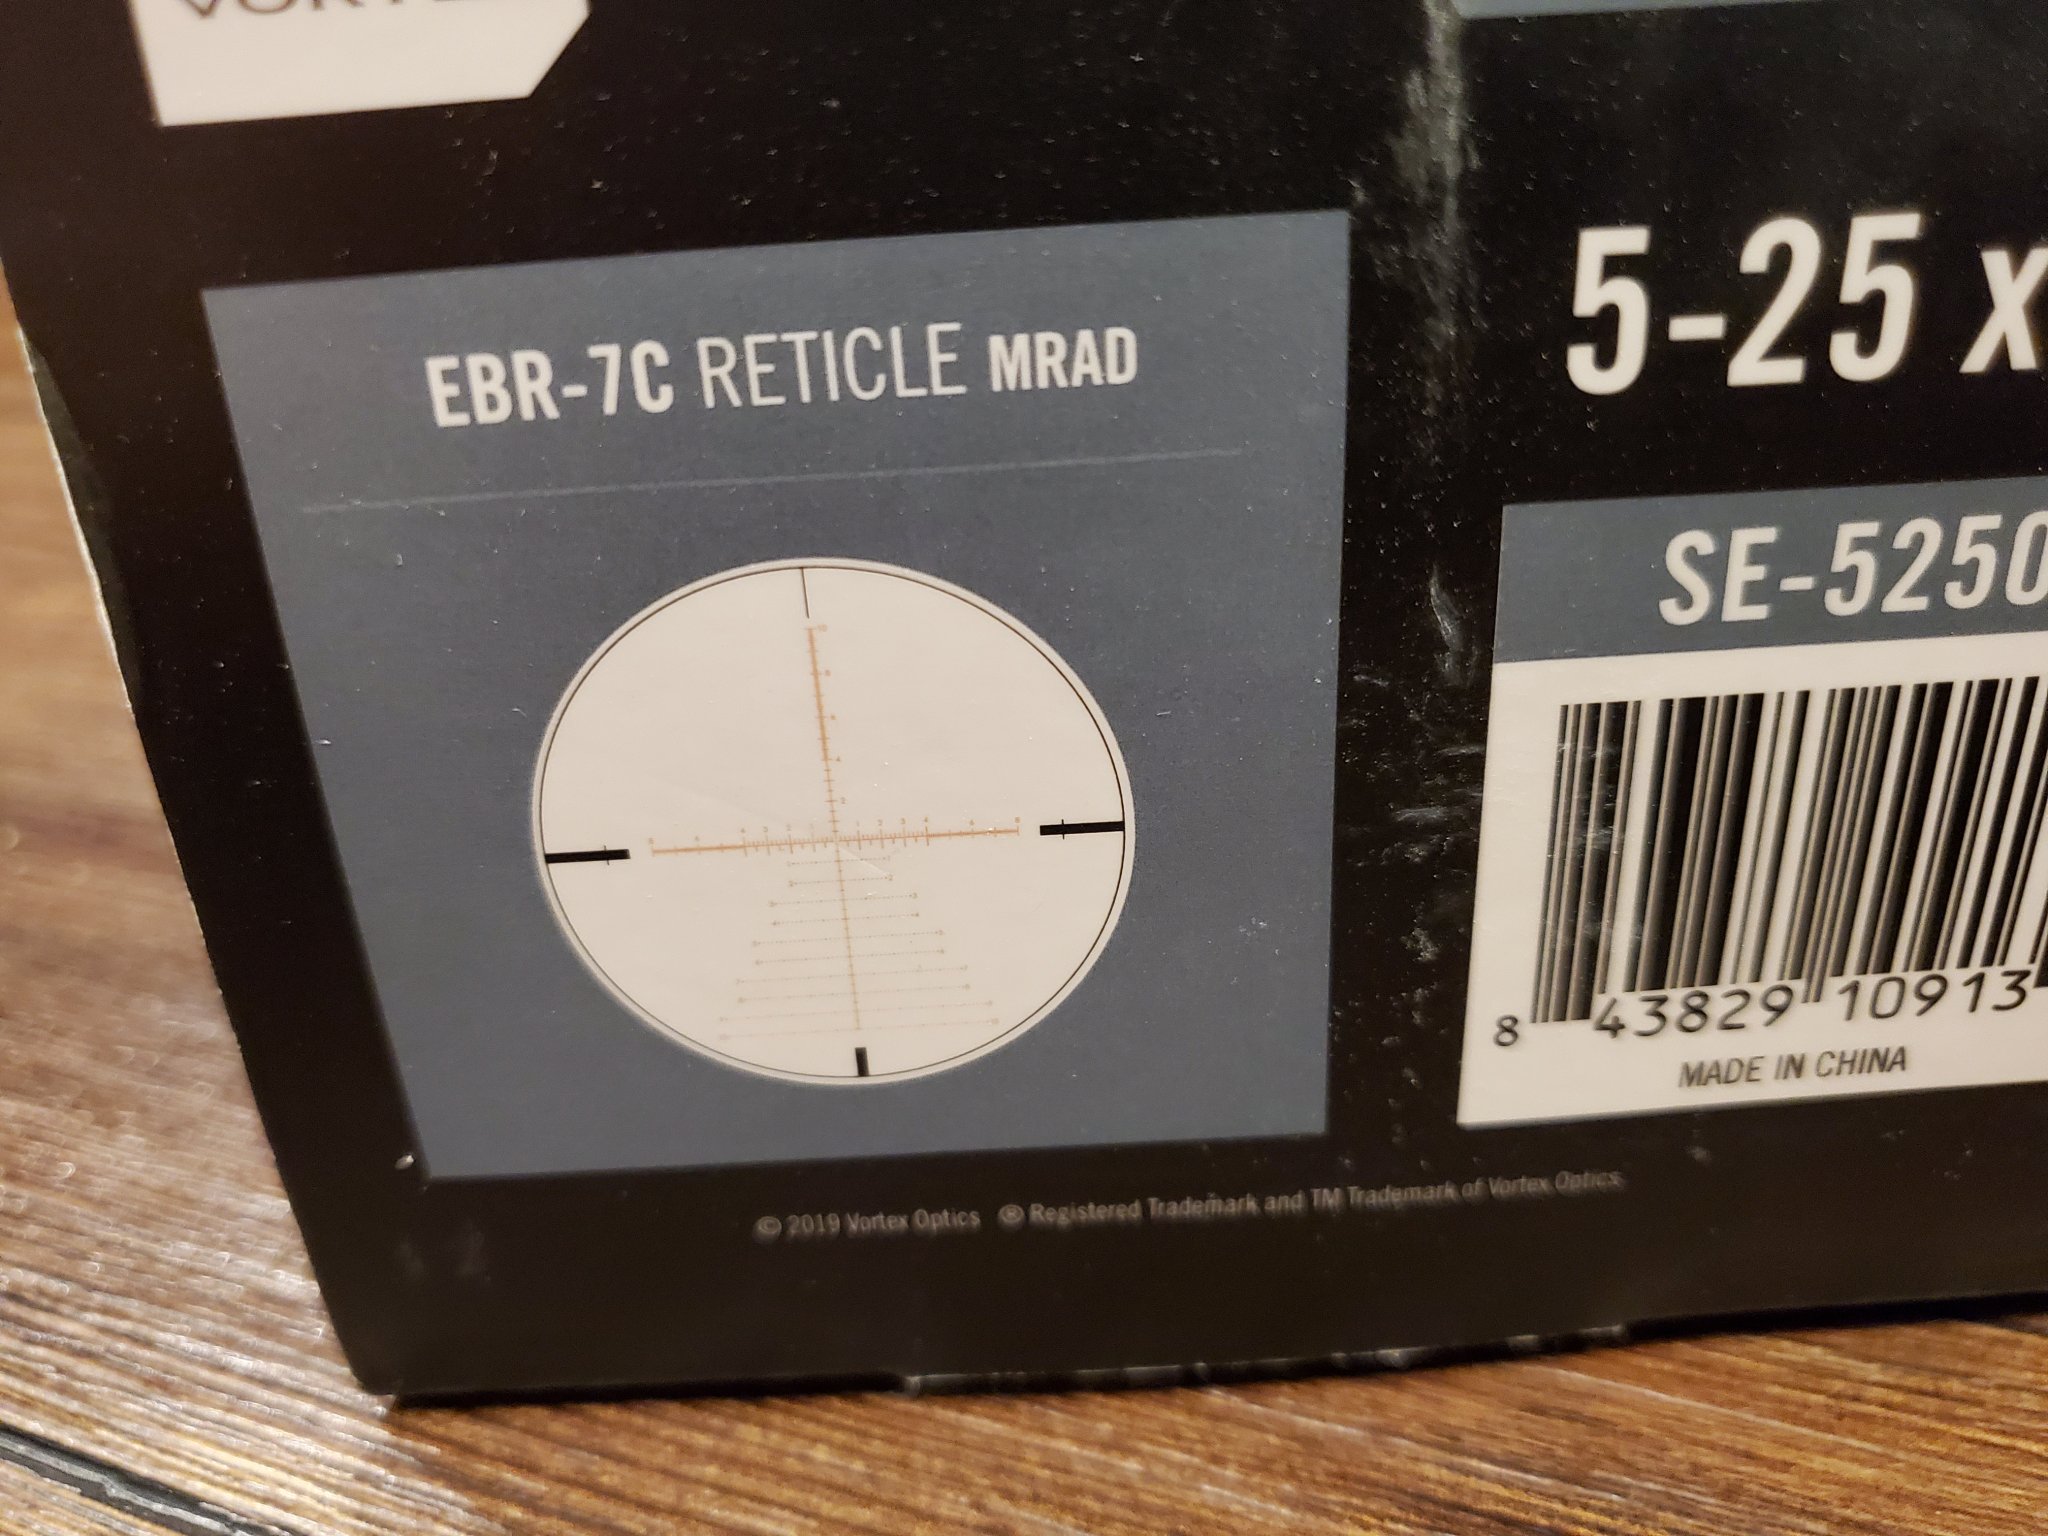 EBR-7C RETICLE MRAD
5-25 x
SE-5250
8 43829 10913
MADE IN CHINA
© 2019 Vortex Optics ® Registered Trademark and TM Trademark of Vortex Optics.